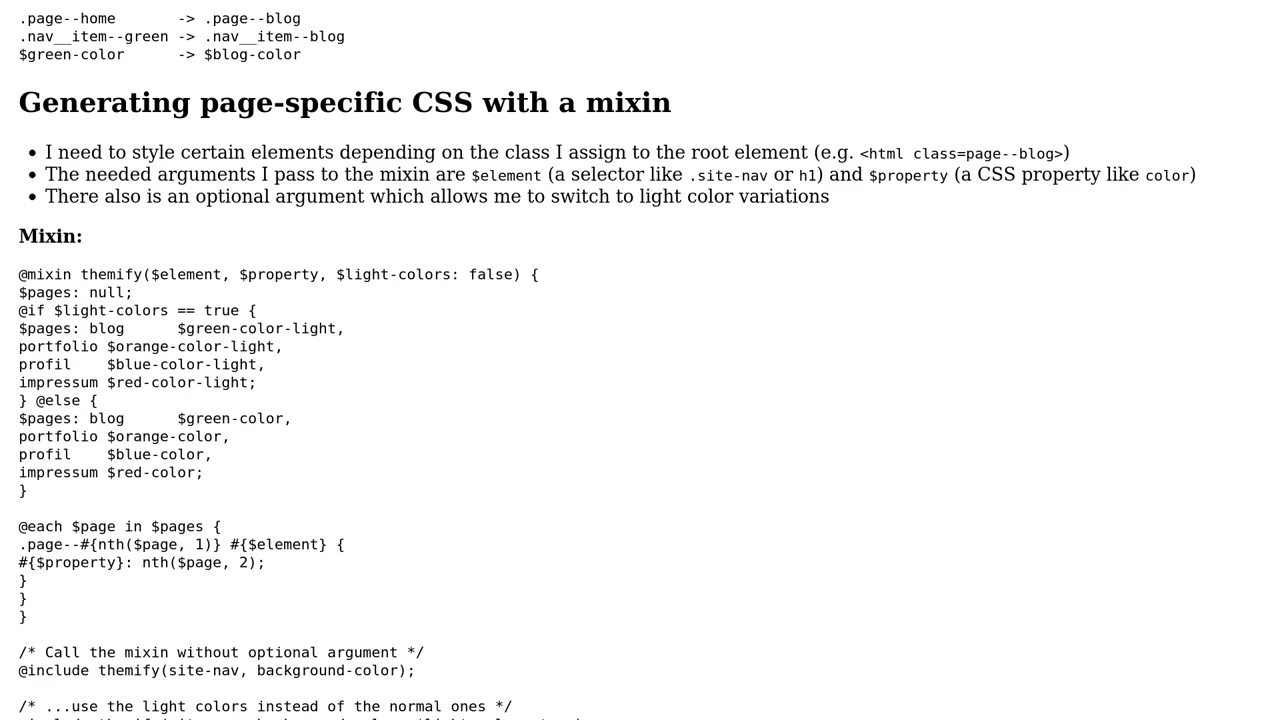 .page--home       -> .page--blog
.nav__item--green -> .nav__item--blog
$green-color      -> $blog-color
Generating page-specific CSS with a mixin
• I need to style certain elements depending on the class I assign to the root element (e.g. <html class=page--blog>)
• The needed arguments I pass to the mixin are $element (a selector like .site-nav or h1) and $property (a CSS property like color)
• There also is an optional argument which allows me to switch to light color variations
Mixin:
@mixin themify($element, $property, $light-colors: false) {
$pages: null;
@if $light-colors == true {
$pages: blog      $green-color-light,
portfolio $orange-color-light,
profil    $blue-color-light,
impressum $red-color-light;
} @else {
$pages: blog      $green-color,
portfolio $orange-color,
profil    $blue-color,
impressum $red-color;
}
@each $page in $pages {
.page--#{nth($page, 1)} #{$element} {
#{$property}: nth($page, 2);
}
}
}
/* Call the mixin without optional argument */
@include themify(site-nav, background-color);
/* ...use the light colors instead of the normal ones */